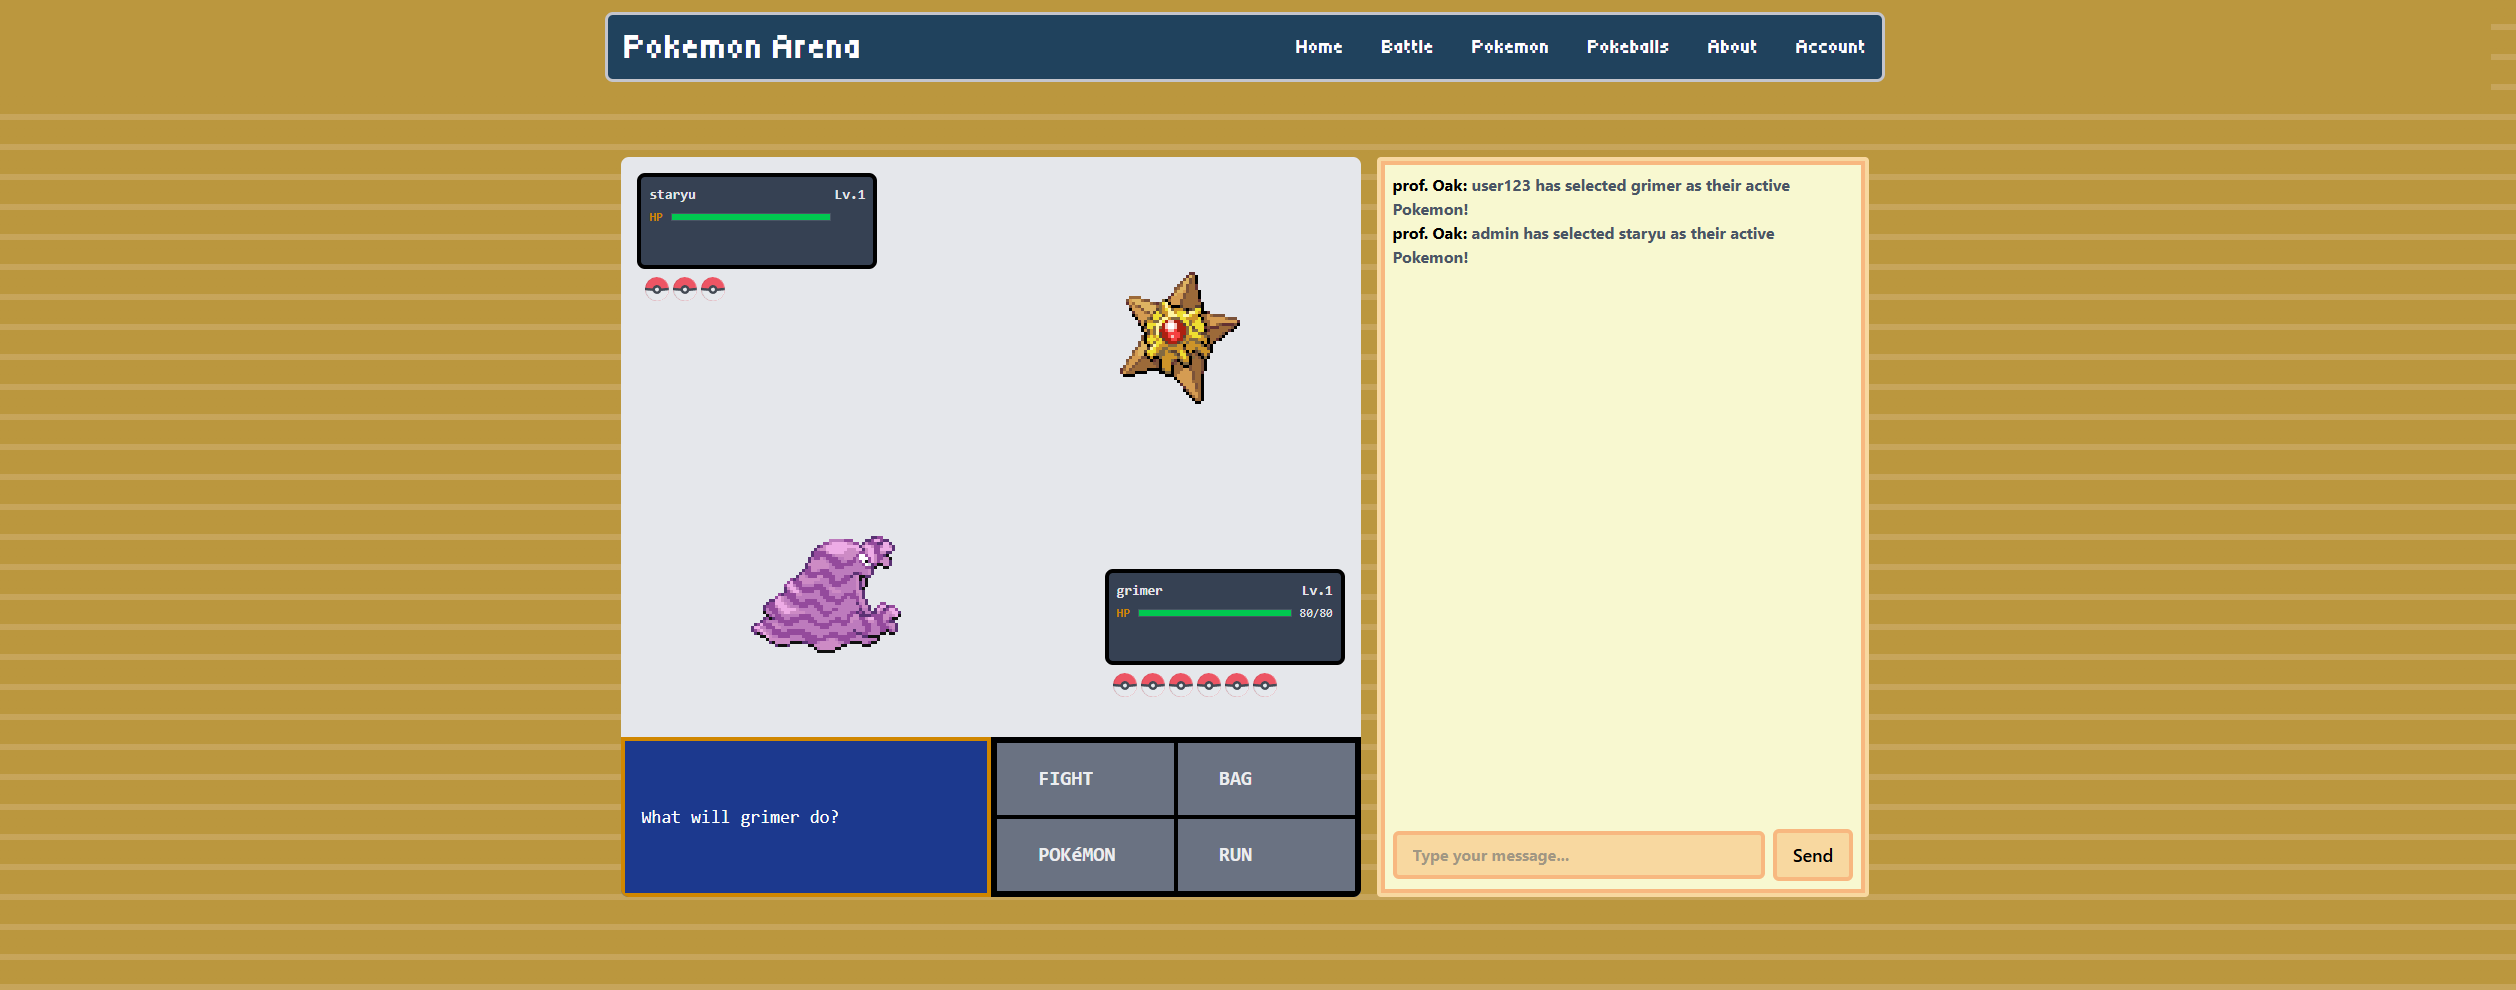 Pokemon Arena
Home Battle Pokemon Pokeballs About Account
staryu Lv.1
HP
grimer Lv.1
HP 80/80
What will grimer do?
FIGHT BAG
POKéMON RUN
prof. Oak: user123 has selected grimer as their active
Pokemon!
prof. Oak: admin has selected staryu as their active
Pokemon!
Type your message...
Send